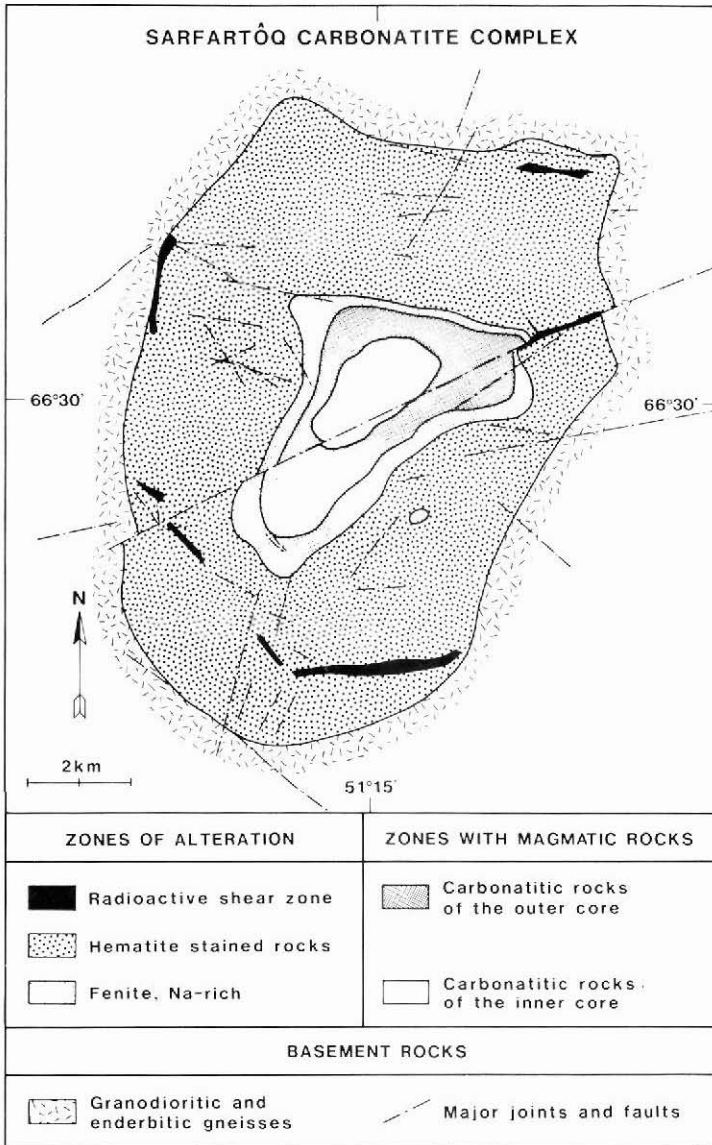 SARFARTÔQ CARBONATITE COMPLEX
66°30'
66°30'
N
2km
51°15'
ZONES OF ALTERATION
Radioactive shear zone
Hematite stained rocks
Fenite, Na-rich
ZONES WITH MAGMATIC ROCKS
Carbonatitic rocks
of the outer core
Carbonatitic rocks
of the inner core
BASEMENT ROCKS
Granodioritic and
enderbitic gneisses
Major joints and faults